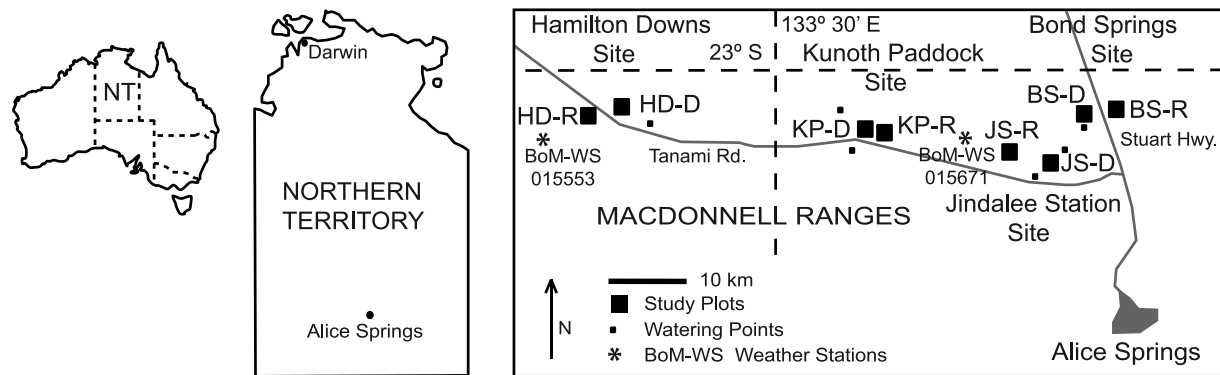 NT
Darwin
NORTHERN
TERRITORY
Alice Springs
Hamilton Downs
Site
23º S
133º 30’ E
Kunoth Paddock
Site
Bond Springs
Site
HD-R
HD-D
BoM-WS
015553
Tanami Rd.
KP-D
KP-R
BoM-WS
015671
JS-R
JS-D
BS-D
BS-R
Stuart Hwy.
Jindalee Station
Site
MACDONNELL RANGES
N
10 km
Study Plots
Watering Points
BoM-WS Weather Stations
Alice Springs